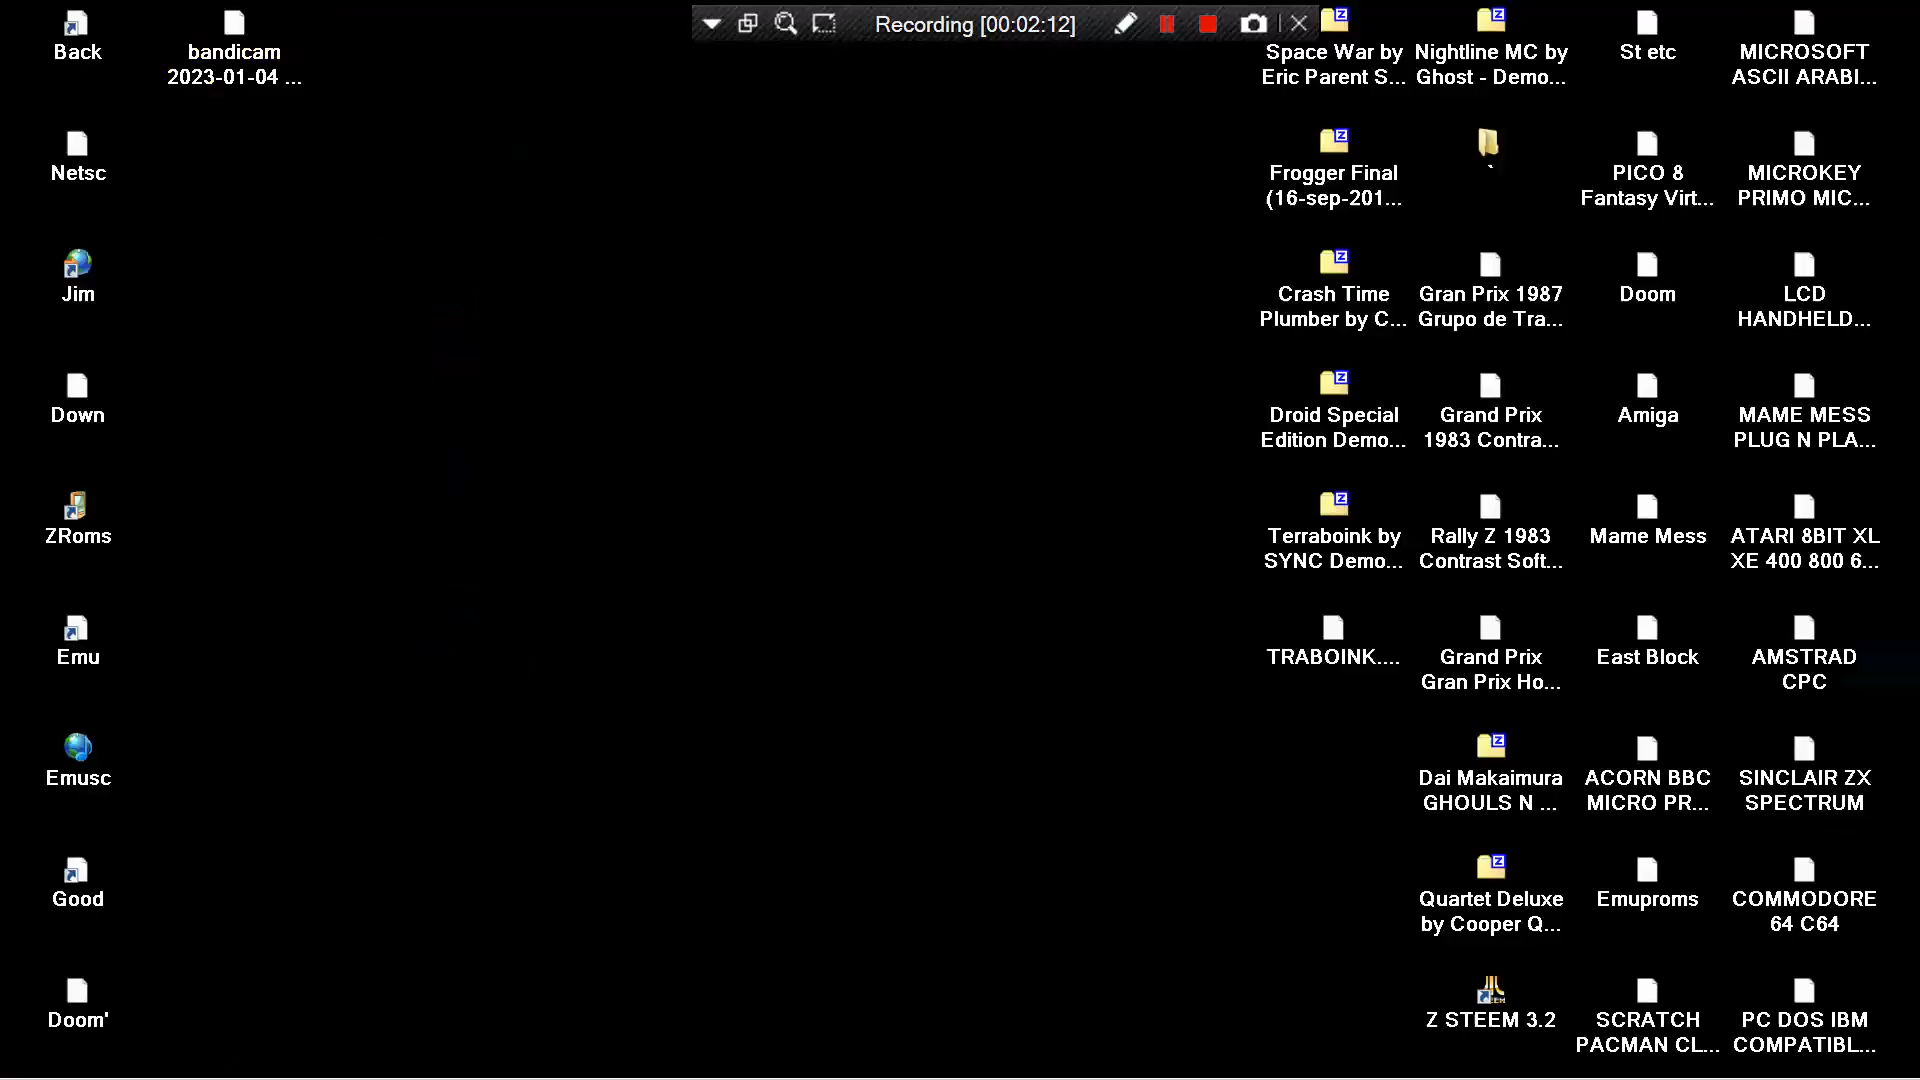 Recording [00:02:12]
Back
bandicam
2023-01-04 ...
Netsc
Jim
Down
ZRoms
Emu
Emusc
Good
Doom'
Space War by
Eric Parent S...
Frogger Final
(16-sep-201...
Crash Time
Plumber by C...
Droid Special
Edition Demo...
Terraboink by
SYNC Demo...
TRABOINK....
Nightline MC by
Ghost - Demo...
`
Gran Prix 1987
Grupo de Tra...
Grand Prix
1983 Contra...
Rally Z 1983
Contrast Soft...
Grand Prix
Gran Prix Ho...
Dai Makaimura
GHOULS N ...
Quartet Deluxe
by Cooper Q...
Z STEEM 3.2
St etc
PICO 8
Fantasy Virt...
Doom
Amiga
Mame Mess
East Block
ACORN BBC
MICRO PR...
Emuproms
SCRATCH
PACMAN CL...
MICROSOFT
ASCII ARABI...
MICROKEY
PRIMO MIC...
LCD
HANDHELD...
MAME MESS
PLUG N PLA...
ATARI 8BIT XL
XE 400 800 6...
AMSTRAD
CPC
SINCLAIR ZX
SPECTRUM
COMMODORE
64 C64
PC DOS IBM
COMPATIBL...